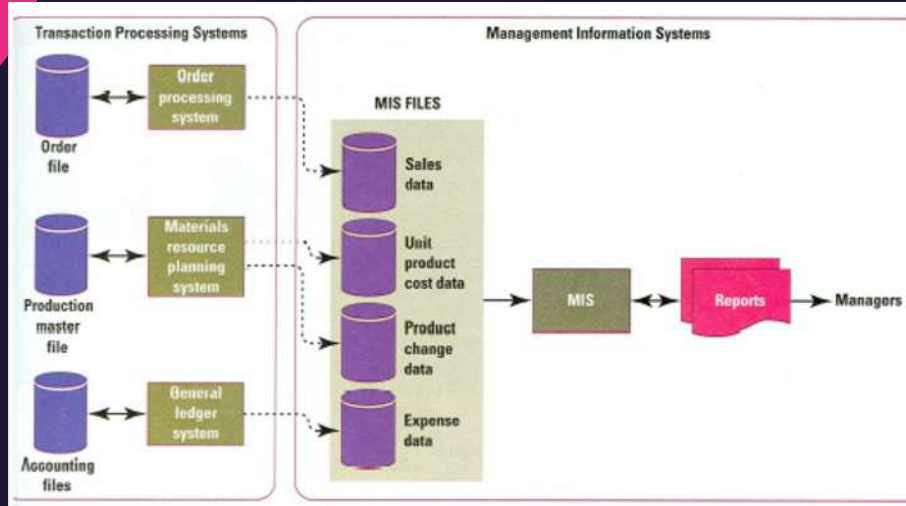 Transaction Processing Systems
Order
file
Order
processing
system
Production
master
file
Materials
resource
planning
system
Accounting
files
General
ledger
system
Management Information Systems
MIS FILES
Sales
data
Unit
product
cost data
Product
change
data
Expense
data
MIS
Reports
Managers